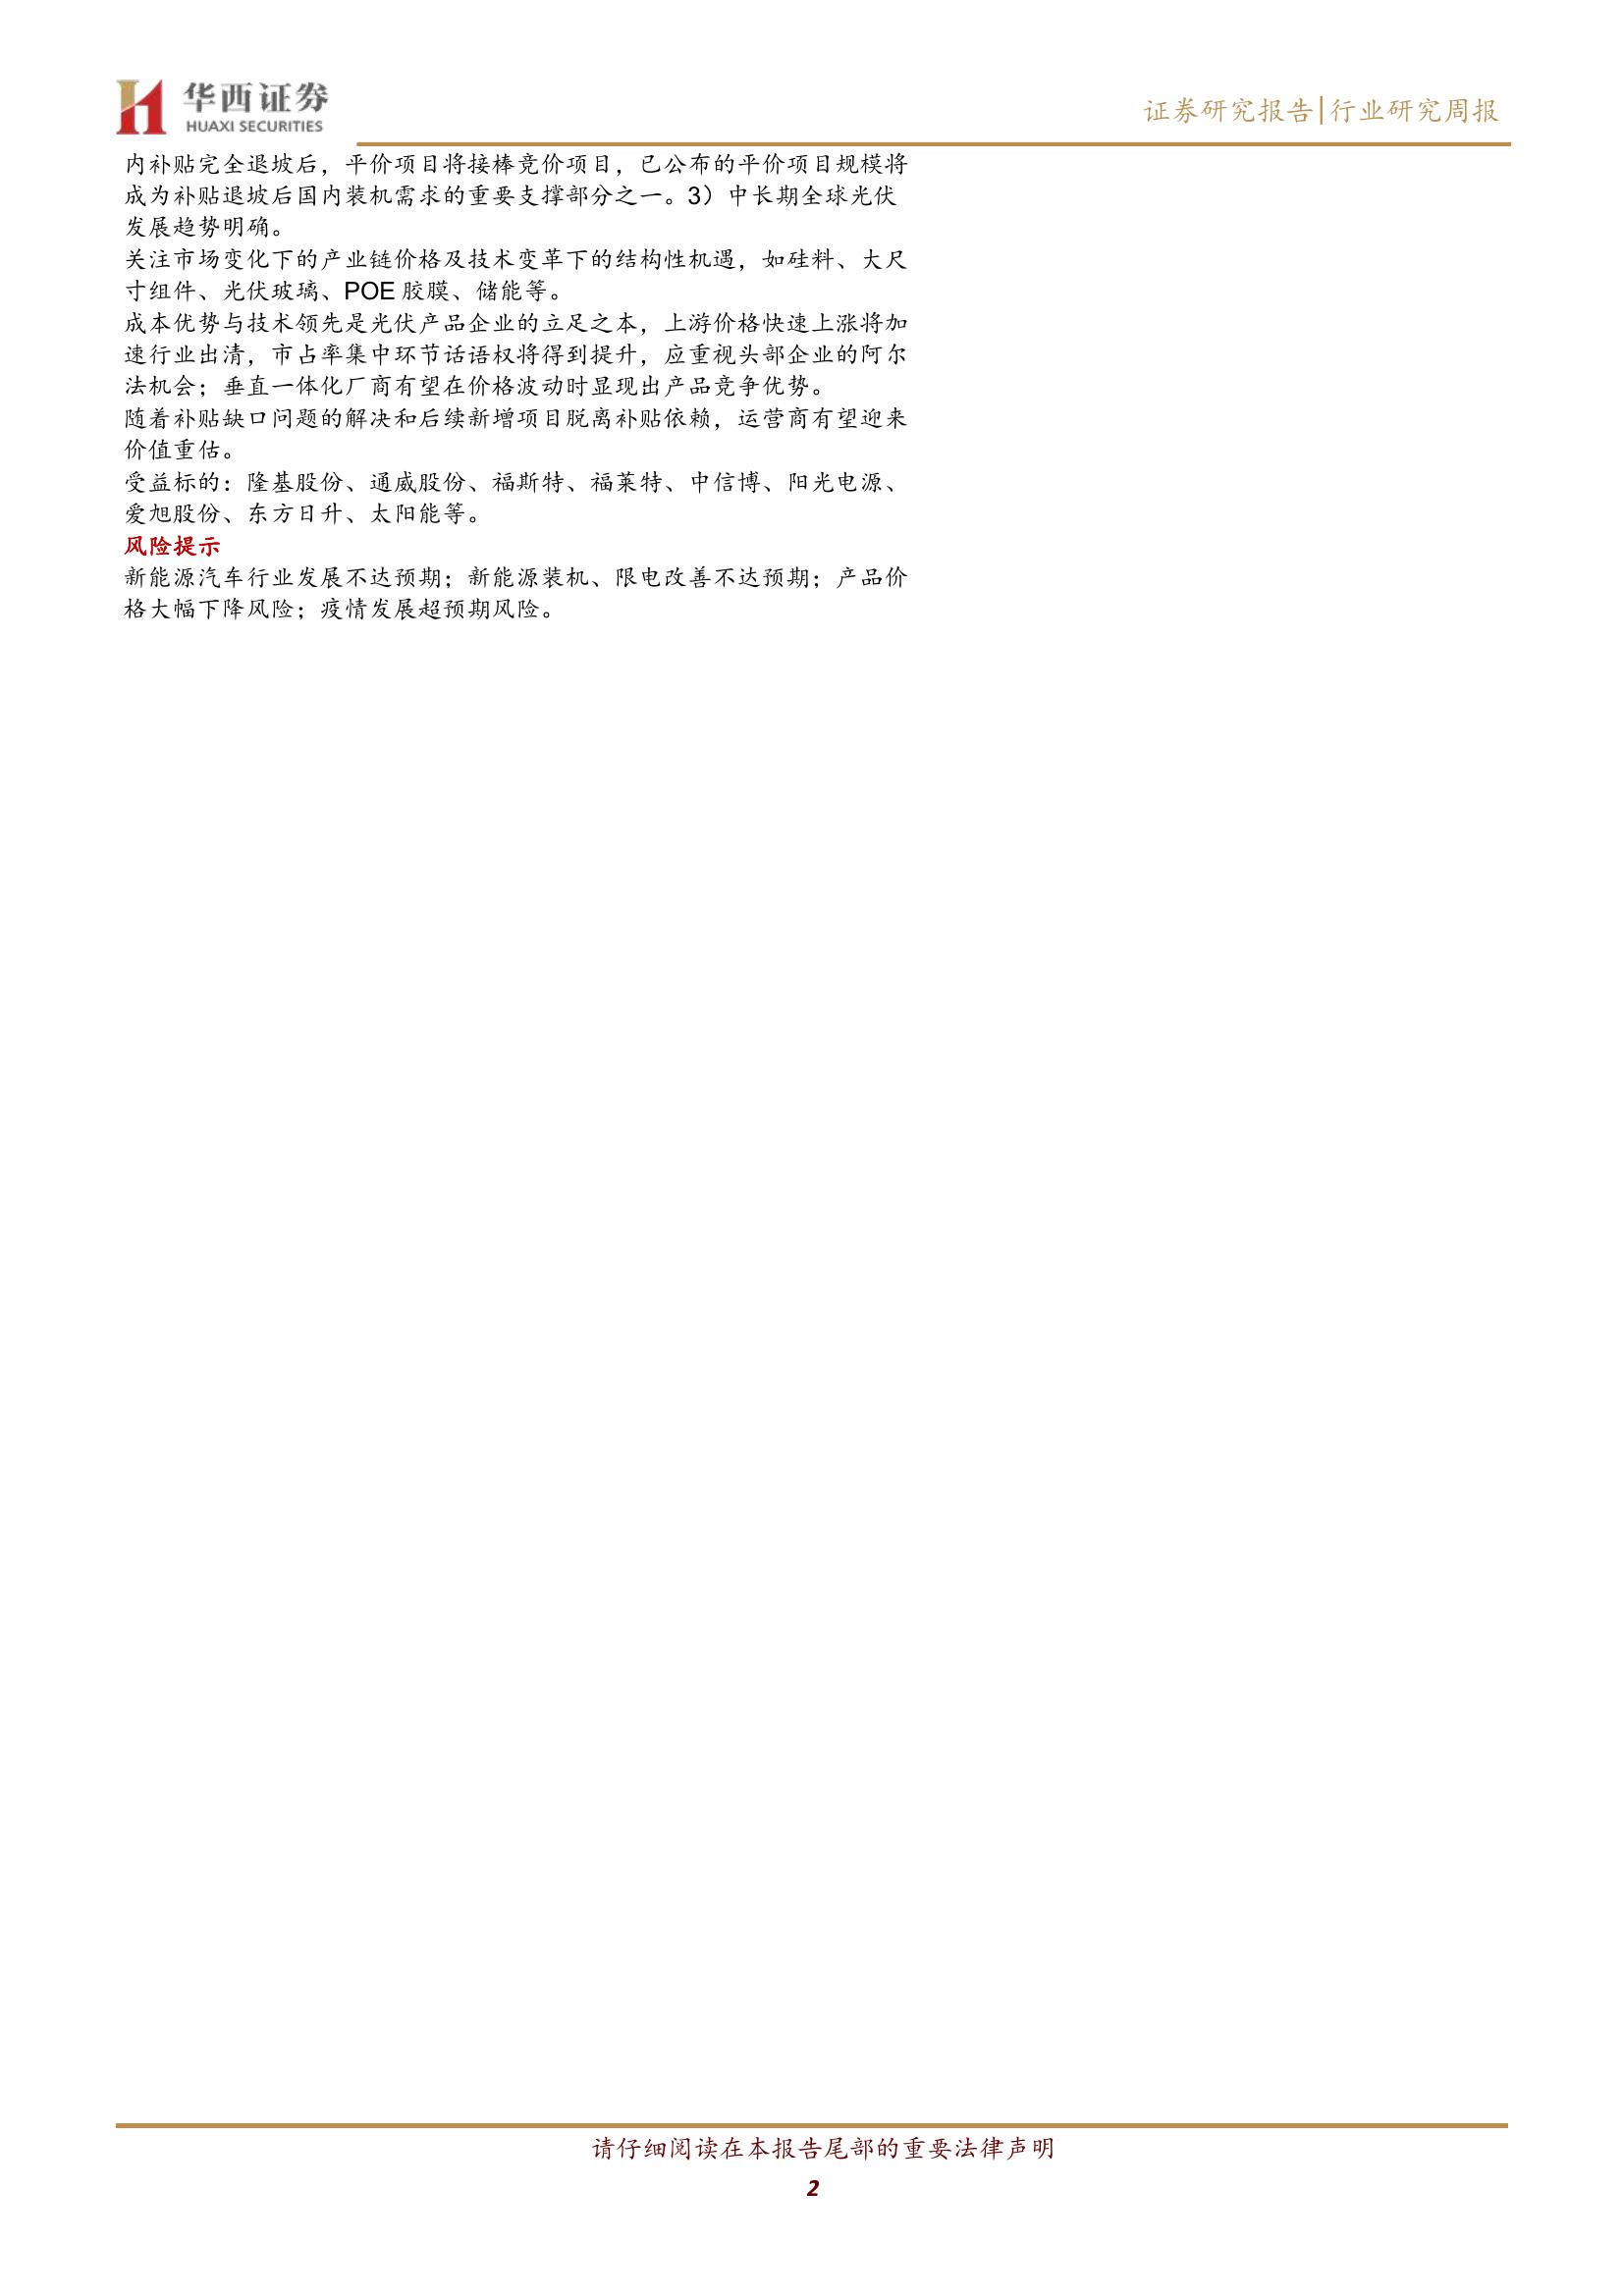 华西证券
HUAXI SECURITIES
证券研究报告|行业研究周报
内补贴完全退坡后，平价项目将接棒竞价项目，已公布的平价项目规模将
成为补贴退坡后国内装机需求的重要支撑部分之一。3）中长期全球光伏
发展趋势明确。
关注市场变化下的产业链价格及技术变革下的结构性机遇，如硅料、大尺
寸组件、光伏玻璃、POE 胶膜、储能等。
成本优势与技术领先是光伏产品企业的立足之本，上游价格快速上涨将加
速行业出清，市占率集中环节话语权将得到提升，应重视头部企业的阿尔
法机会；垂直一体化厂商有望在价格波动时显现出产品竞争优势。
随着补贴缺口问题的解决和后续新增项目脱离补贴依赖，运营商有望迎来
价值重估。
受益标的：隆基股份、通威股份、福斯特、福莱特、中信博、阳光电源、
爱旭股份、东方日升、太阳能等。
风险提示
新能源汽车行业发展不达预期；新能源装机、限电改善不达预期；产品价
格大幅下降风险；疫情发展超预期风险。
请仔细阅读在本报告尾部的重要法律声明
2